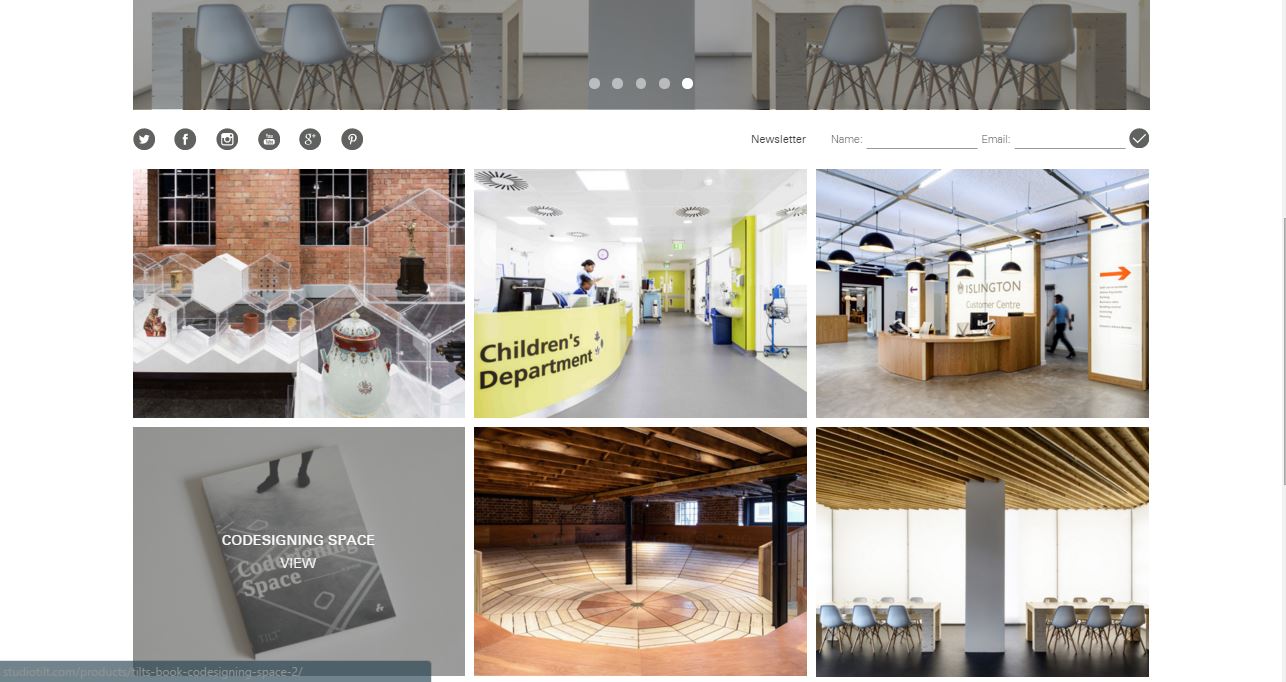 Newsletter Name: Email:
Children's
Department
ISLINGTON
Customer Centre
CODESIGNING SPACE
VIEW
Codesigning
Space
TILT
studiotilt.com/products/tilts-book-codesigning-space-2/